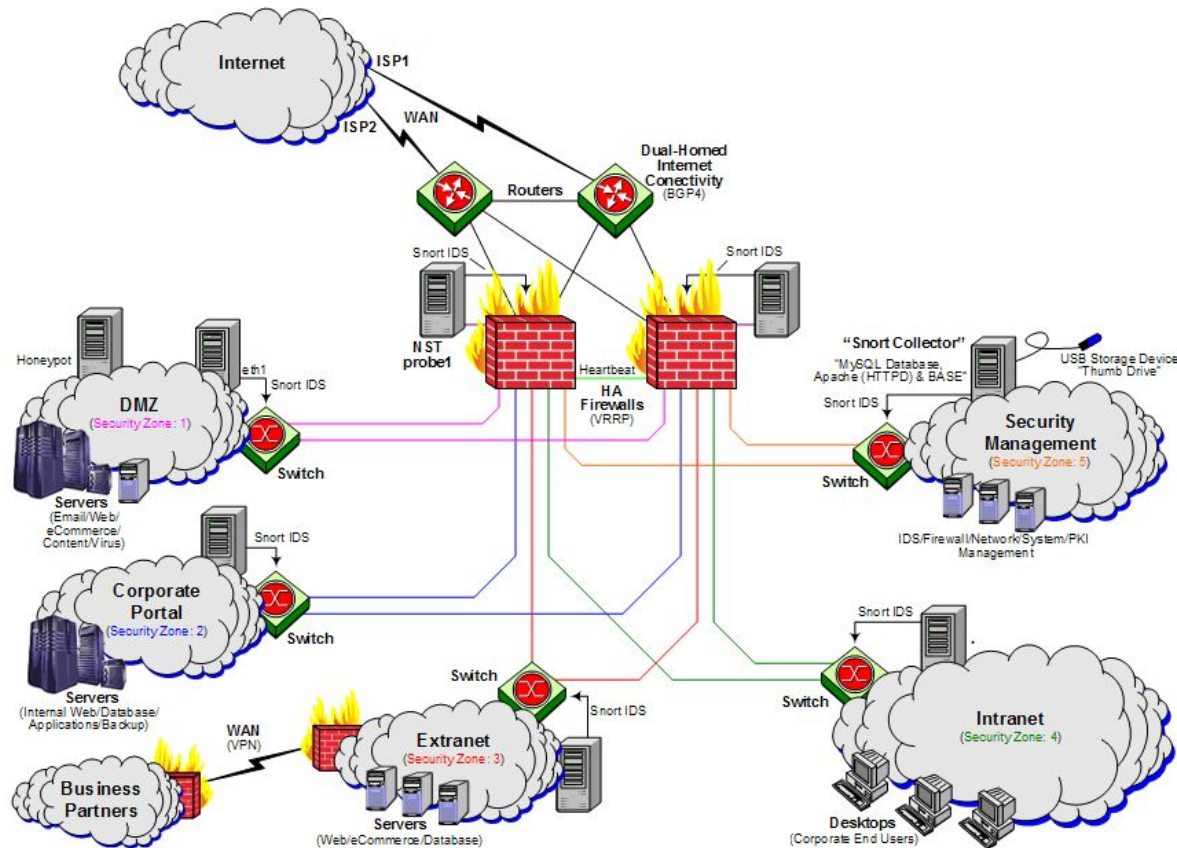 Internet
ISP1
ISP2
WAN
Dual-Homed
Internet
Conectivity
(BGP4)
Routers
Snort IDS
Snort IDS
NST
probe1
Heartbeat
HA
Firewalls
(VRRP)
Honeypot
eth1
Snort IDS
DMZ
(Security Zone: 1)
Switch
Servers
(Email/Web/
eCommerce/
Content/Virus)
"Snort Collector"
"MySQL Database,
Apache (HTTPD) & BASE"
USB Storage Device
"Thumb Drive"
Snort IDS
Security
Management
(Security Zone: 5)
Switch
IDS/Firewall/Network/System/PKI
Management
Snort IDS
Corporate
Portal
(Security Zone: 2)
Switch
Servers
(Internal Web/Database/
Applications/Backup)
Switch
Snort IDS
WAN
(VPN)
Extranet
(Security Zone: 3)
Business
Partners
Servers
(Web/eCommerce/Database)
Snort IDS
Switch
Intranet
(Security Zone: 4)
Desktops
(Corporate End Users)